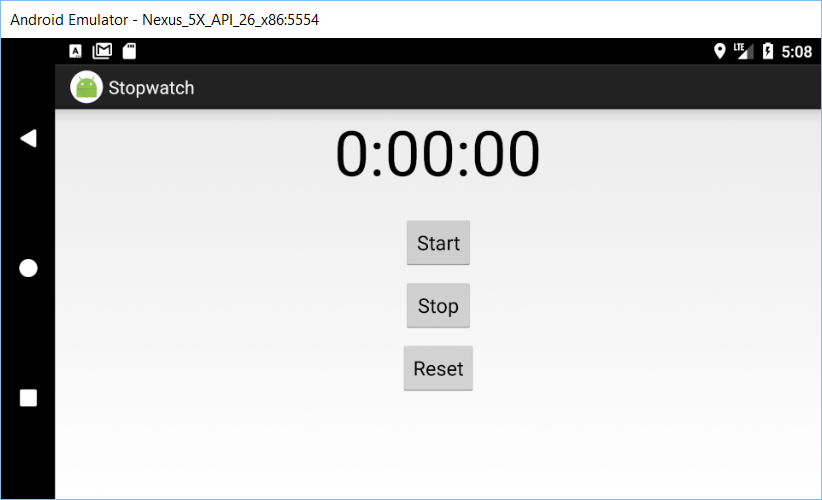 Android Emulator - Nexus_5X_API_26_x86:5554
A LTE 5:08
Stopwatch
0:00:00
Start
Stop
Reset